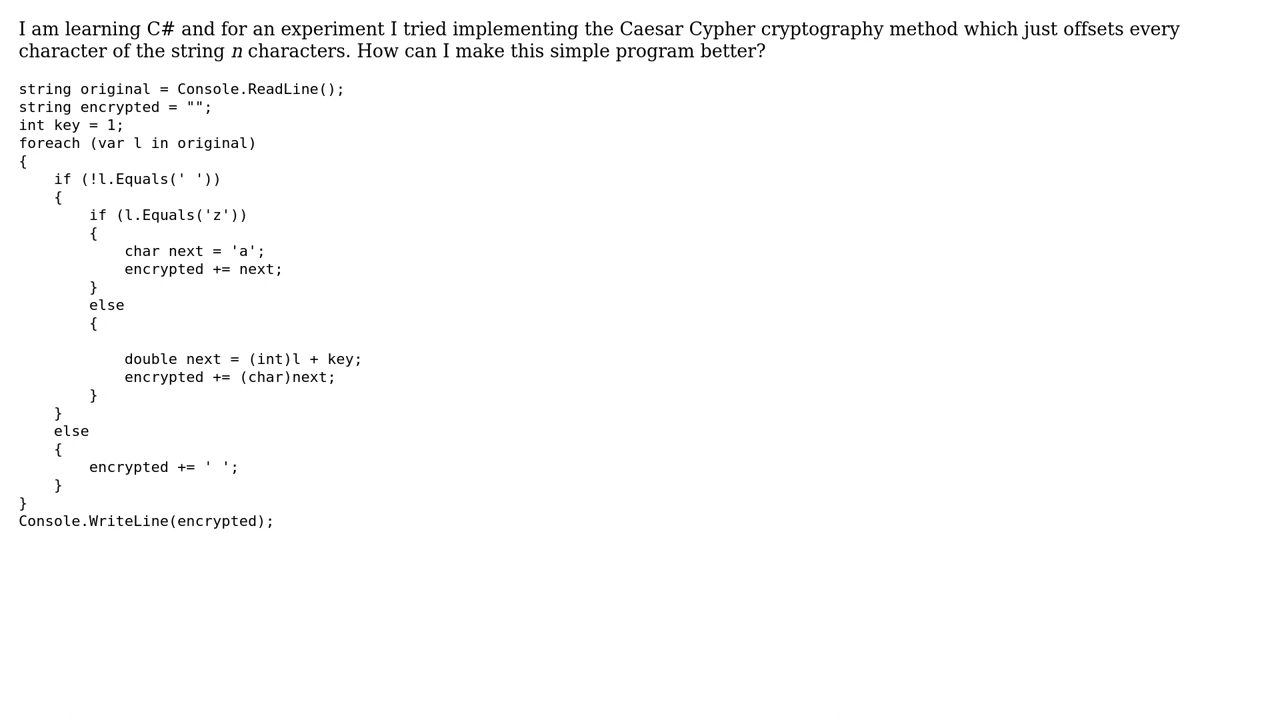 I am learning C# and for an experiment I tried implementing the Caesar Cypher cryptography method which just offsets every
character of the string n characters. How can I make this simple program better?
string original = Console.ReadLine();
string encrypted = "";
int key = 1;
foreach (var l in original)
{
    if (!l.Equals(' '))
    {
        if (l.Equals('z'))
        {
            char next = 'a';
            encrypted += next;
        }
        else
        {
            double next = (int)l + key;
            encrypted += (char)next;
        }
    }
    else
    {
        encrypted += ' ';
    }
}
Console.WriteLine(encrypted);